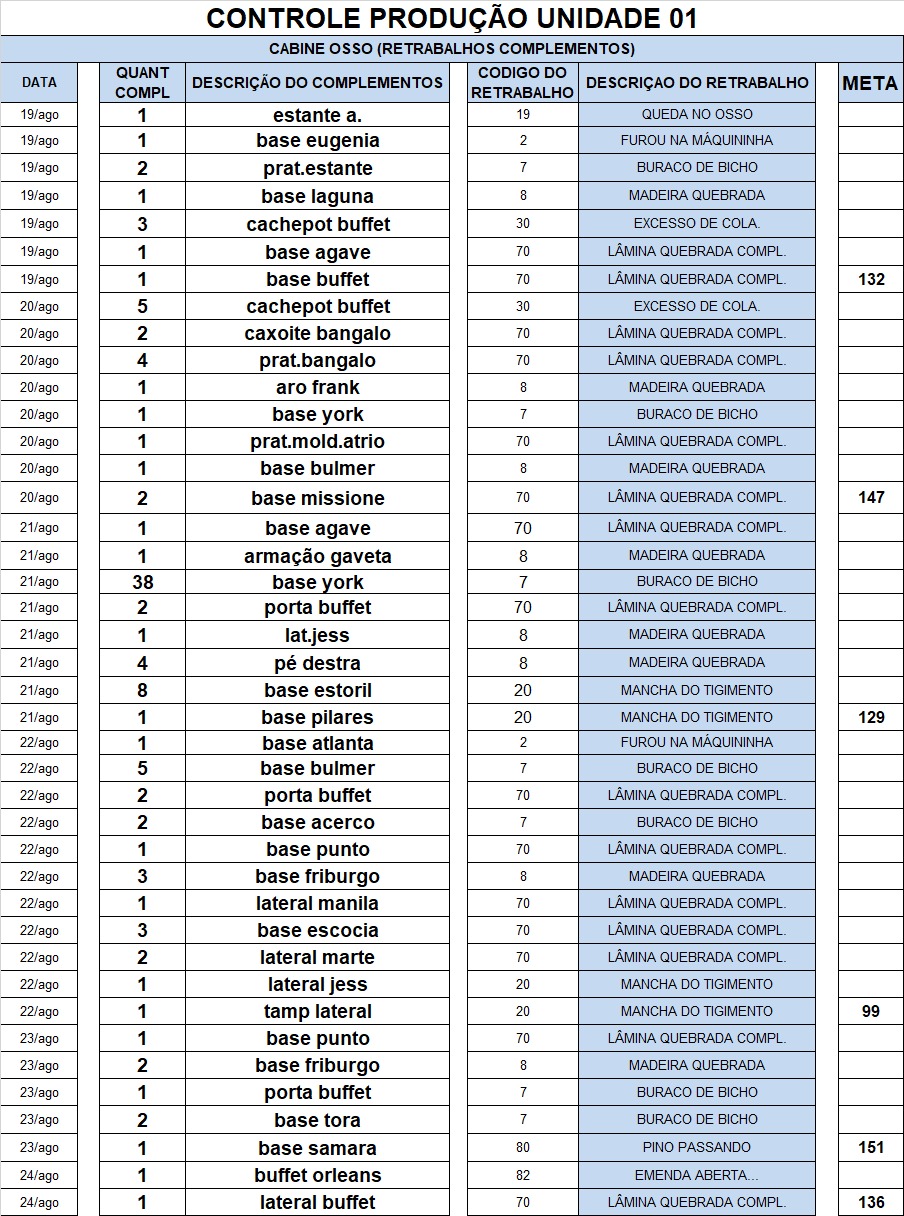 CONTROLE PRODUÇÃO UNIDADE 01
CABINE OSSO (RETRABALHOS COMPLEMENTOS)
DATA QUANT COMPL DESCRIÇÃO DO COMPLEMENTOS CODIGO DO RETRABALHO DESCRIÇAO DO RETRABALHO META
19/ago 1 estante a. 19 QUEDA NO OSSO
19/ago 1 base eugenia 2 FUROU NA MÁQUININHA
19/ago 2 prat.estante 7 BURACO DE BICHO
19/ago 1 base laguna 8 MADEIRA QUEBRADA
19/ago 3 cachepot buffet 30 EXCESSO DE COLA.
19/ago 1 base agave 70 LÂMINA QUEBRADA COMPL.
19/ago 1 base buffet 70 LÂMINA QUEBRADA COMPL. 132
20/ago 5 cachepot buffet 30 EXCESSO DE COLA.
20/ago 2 caxoite bangalo 70 LÂMINA QUEBRADA COMPL.
20/ago 4 prat.bangalo 70 LÂMINA QUEBRADA COMPL.
20/ago 1 aro frank 8 MADEIRA QUEBRADA
20/ago 1 base york 7 BURACO DE BICHO
20/ago 1 prat.mold.atrio 70 LÂMINA QUEBRADA COMPL.
20/ago 1 base bulmer 8 MADEIRA QUEBRADA
20/ago 2 base missione 70 LÂMINA QUEBRADA COMPL. 147
21/ago 1 base agave 70 LÂMINA QUEBRADA COMPL.
21/ago 1 armação gaveta 8 MADEIRA QUEBRADA
21/ago 38 base york 7 BURACO DE BICHO
21/ago 2 porta buffet 70 LÂMINA QUEBRADA COMPL.
21/ago 1 lat.jess 8 MADEIRA QUEBRADA
21/ago 4 pé destra 8 MADEIRA QUEBRADA
21/ago 8 base estoril 20 MANCHA DO TIGIMENTO
21/ago 1 base pilares 20 MANCHA DO TIGIMENTO 129
22/ago 1 base atlanta 2 FUROU NA MÁQUININHA
22/ago 5 base bulmer 7 BURACO DE BICHO
22/ago 2 porta buffet 70 LÂMINA QUEBRADA COMPL.
22/ago 2 base acerco 7 BURACO DE BICHO
22/ago 1 base punto 70 LÂMINA QUEBRADA COMPL.
22/ago 3 base friburgo 8 MADEIRA QUEBRADA
22/ago 1 lateral manila 70 LÂMINA QUEBRADA COMPL.
22/ago 3 base escocia 70 LÂMINA QUEBRADA COMPL.
22/ago 2 lateral marte 70 LÂMINA QUEBRADA COMPL.
22/ago 1 lateral jess 20 MANCHA DO TIGIMENTO
22/ago 1 tamp lateral 20 MANCHA DO TIGIMENTO 99
23/ago 1 base punto 70 LÂMINA QUEBRADA COMPL.
23/ago 2 base friburgo 8 MADEIRA QUEBRADA
23/ago 1 porta buffet 7 BURACO DE BICHO
23/ago 2 base tora 7 BURACO DE BICHO
23/ago 1 base samara 80 PINO PASSANDO 151
24/ago 1 buffet orleans 82 EMENDA ABERTA...
24/ago 1 lateral buffet 70 LÂMINA QUEBRADA COMPL. 136